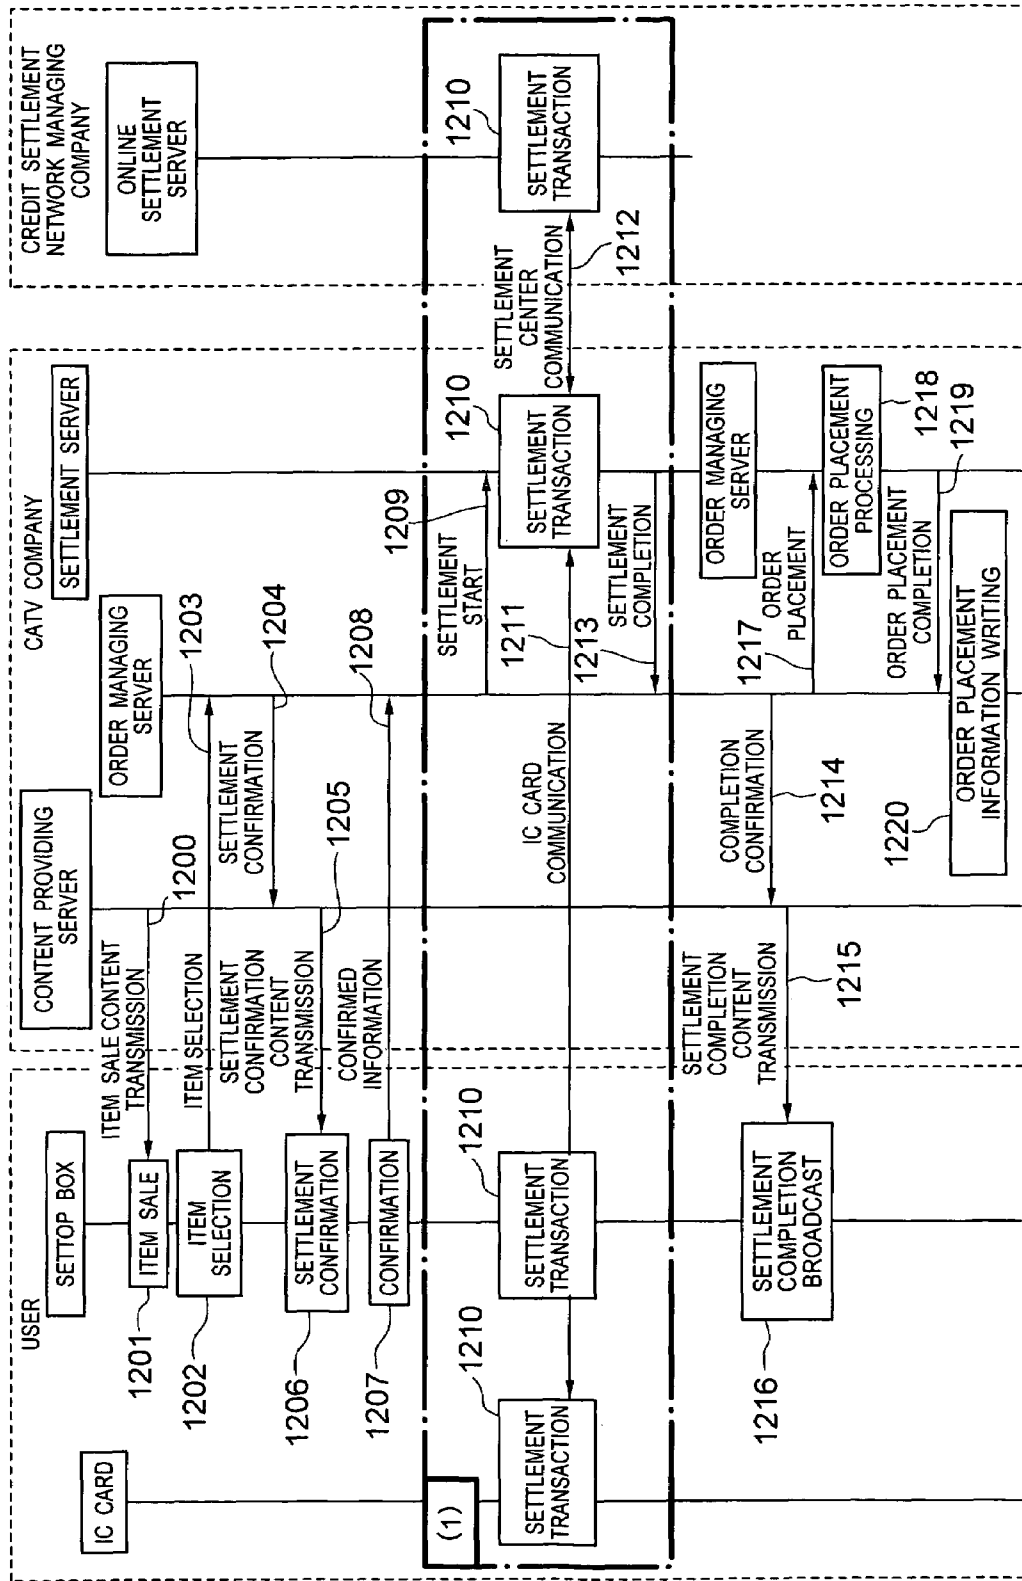 USER
CATV COMPANY
CREDIT SETTLEMENT
NETWORK MANAGING
COMPANY
IC CARD
SETTOP BOX
CONTENT PROVIDING
SERVER
ORDER MANAGING
SERVER
SETTLEMENT SERVER
ONLINE
SETTLEMENT
SERVER
ITEM SALE CONTENT
TRANSMISSION
1200
1201
ITEM SALE
1202
ITEM
SELECTION
ITEM SELECTION
1203
SETTLEMENT
CONFIRMATION
1204
SETTLEMENT
CONFIRMATION
CONTENT
TRANSMISSION
1205
1206
SETTLEMENT
CONFIRMATION
1207
CONFIRMATION
CONFIRMED
INFORMATION
1208
(1)
SETTLEMENT
START
1209
1210
SETTLEMENT
TRANSACTION
1210
SETTLEMENT
TRANSACTION
IC CARD
COMMUNICATION
1211
1210
SETTLEMENT
TRANSACTION
SETTLEMENT
CENTER
COMMUNICATION
1212
1210
SETTLEMENT
TRANSACTION
1213
SETTLEMENT
COMPLETION
COMPLETION
CONFIRMATION
1214
SETTLEMENT
COMPLETION
CONTENT
TRANSMISSION
1215
1216
SETTLEMENT
COMPLETION
BROADCAST
ORDER MANAGING
SERVER
1217
ORDER
PLACEMENT
ORDER PLACEMENT
PROCESSING
1218
ORDER PLACEMENT
COMPLETION
1219
1220
ORDER PLACEMENT
INFORMATION WRITING